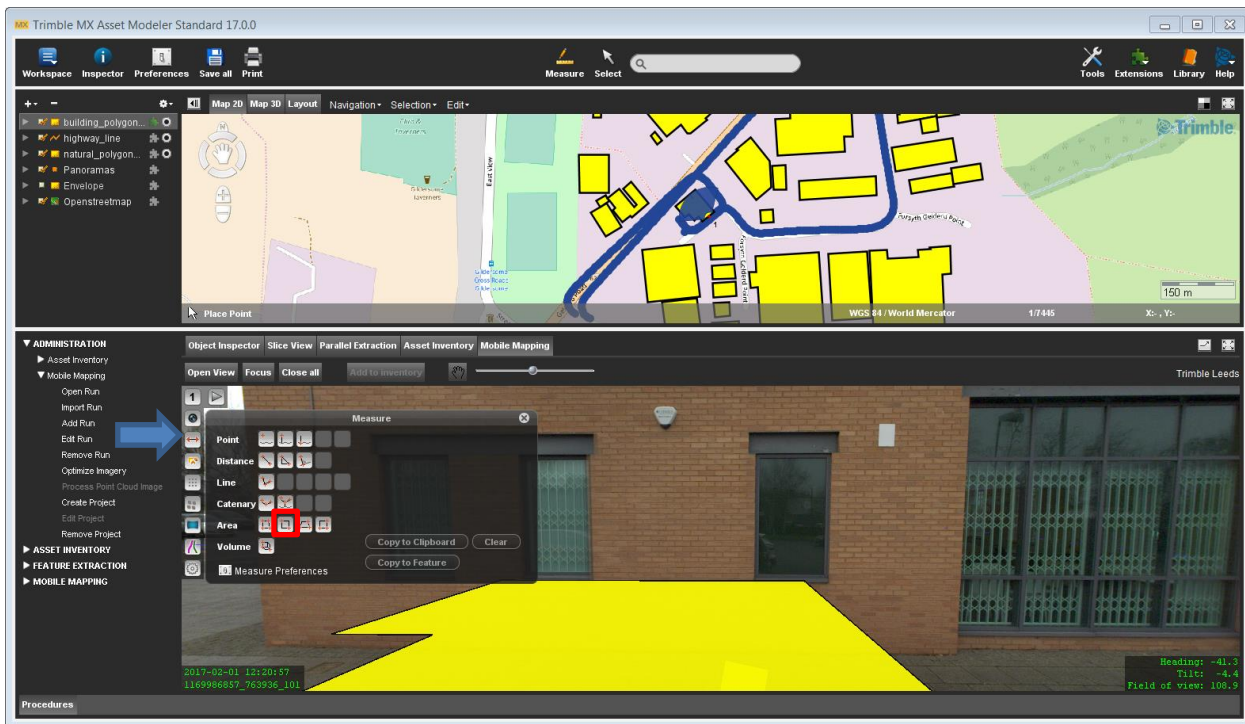 MX Trimble MX Asset Modeler Standard 17.0.0
Workspace Inspector Preferences Save all Print Measure Select Tools Extensions Library Help
Map 2D Map 3D Layout Navigation Selection Edit
building_polygon...
highway_line
natural_polygon...
Panoramas
Envelope
Openstreetmap
Trimble
East View
Forsyth Geldend Point
1
150 m
Place Point WGS 84 / World Mercator 1/7445 X:- , Y:-
ADMINISTRATION
Asset Inventory
Mobile Mapping
Open Run
Import Run
Add Run
Edit Run
Remove Run
Optimize Imagery
Process Point Cloud Image
Create Project
Edit Project
Remove Project
ASSET INVENTORY
FEATURE EXTRACTION
MOBILE MAPPING
Object Inspector Slice View Parallel Extraction Asset Inventory Mobile Mapping
Open View Focus Close all Add to inventory Trimble Leeds
1
Measure
Point
Distance
Line
Catenary
Area
Volume
Copy to Clipboard Clear
Copy to Feature
Measure Preferences
2017-02-01 12:20:57
1169986857_763936_101
Heading: -41.3
Tilt: -4.4
Field of view: 108.9
Procedures